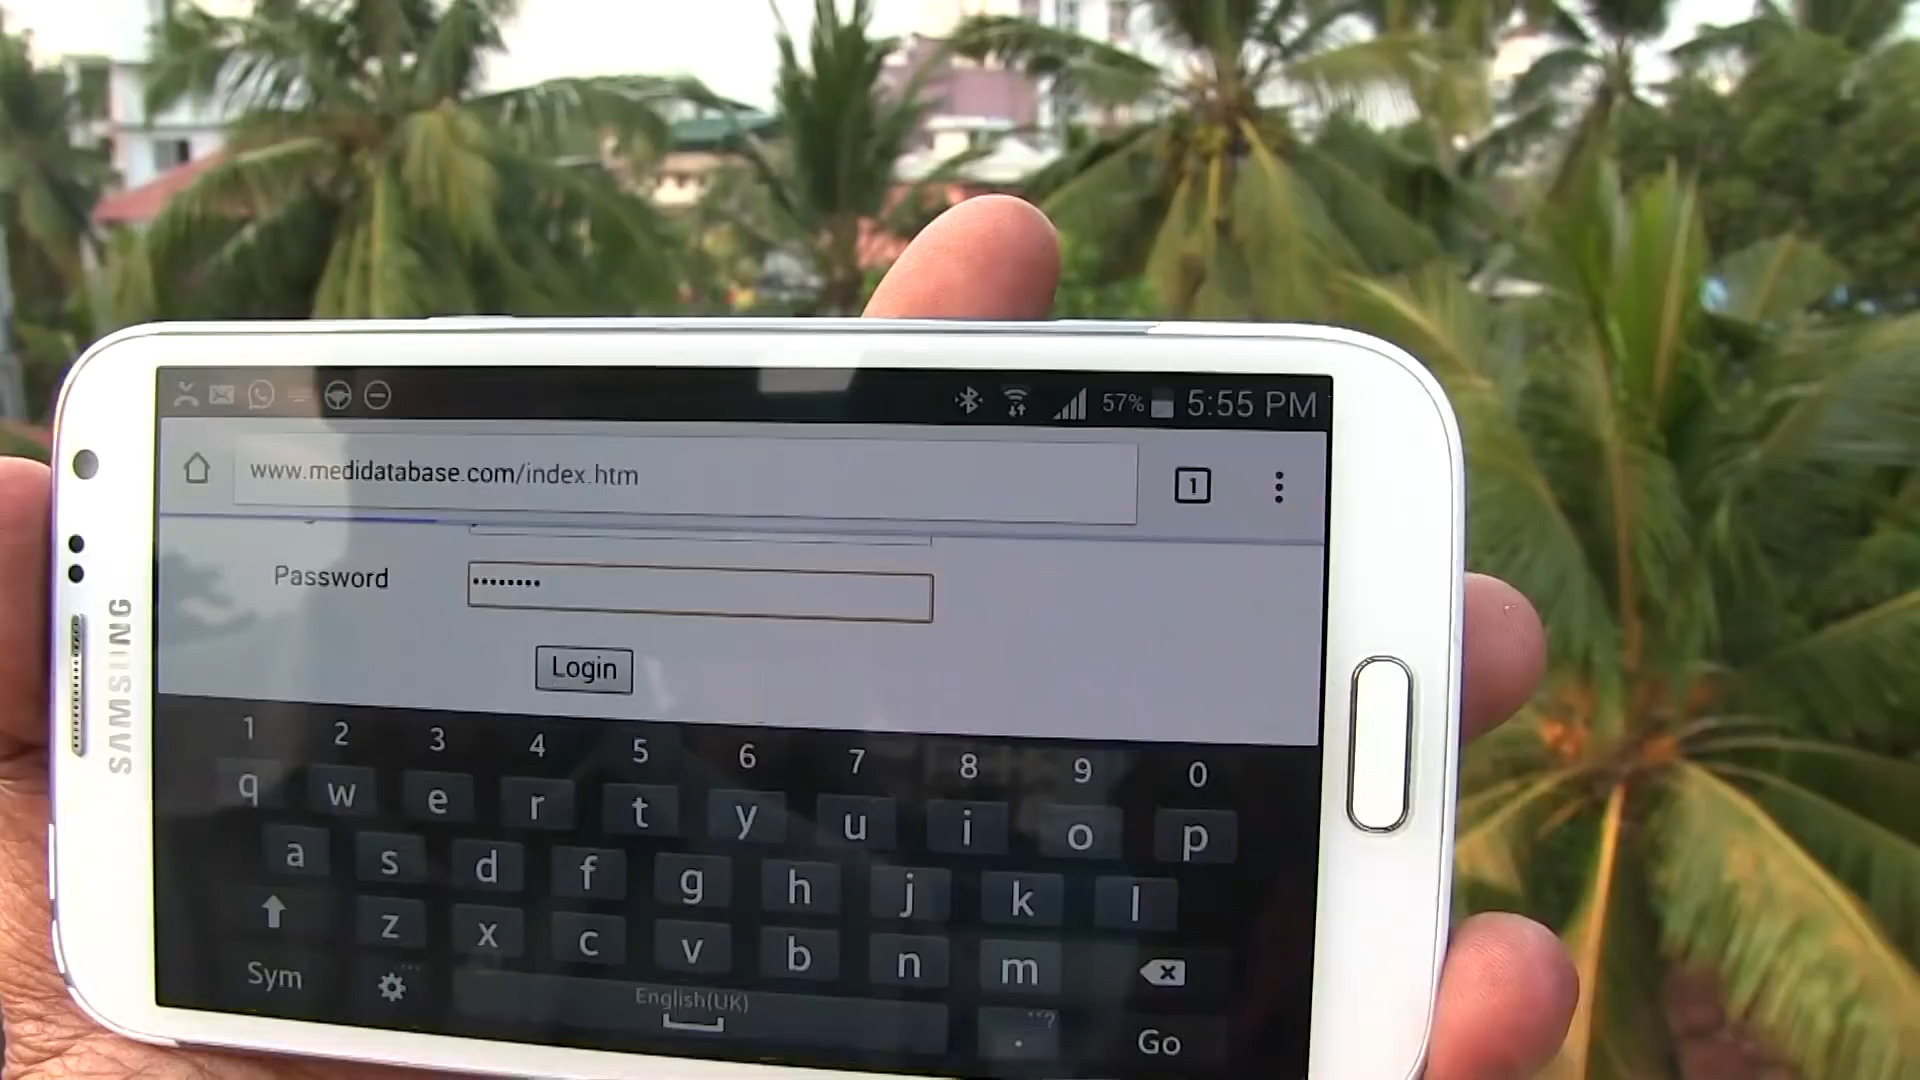 57% 5:55 PM
www.medidatabase.com/index.htm
1
Password ••••••••
Login
SAMSUNG
1 2 3 4 5 6 7 8 9 0
q w e r t y u i o p
a s d f g h j k l
z x c v b n m
Sym English(UK) . ? Go